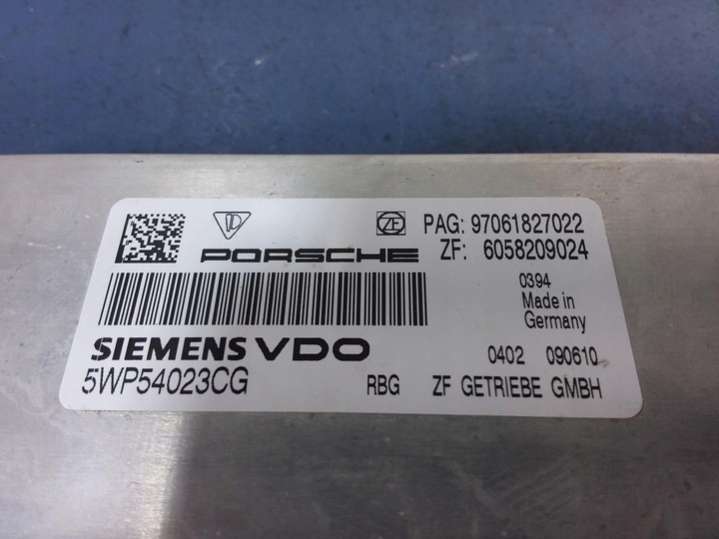 PAG: 97061827022
PORSCHE ZF: 6058209024
0394
Made in
Germany
SIEMENS VDO 0402 090610
5WP54023CG RBG ZF GETRIEBE GMBH